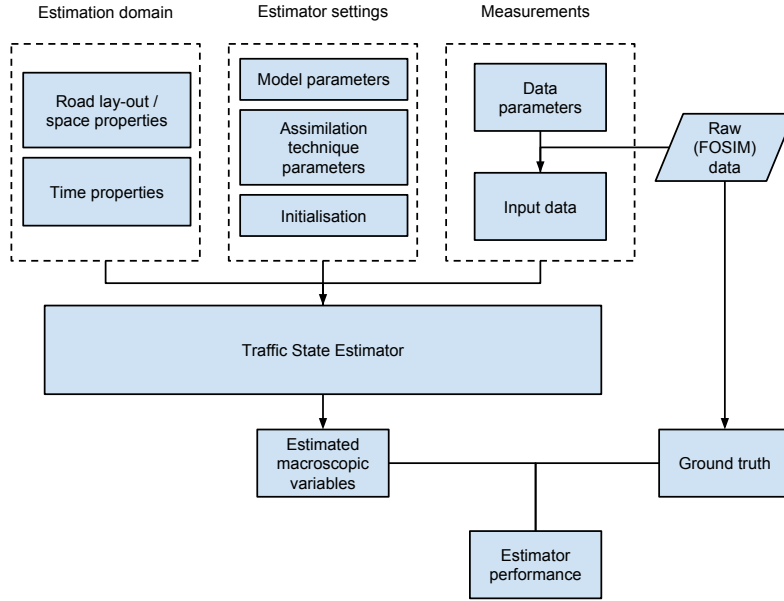 Estimation domain
Estimator settings
Measurements
Road lay-out /
space properties
Time properties
Model parameters
Assimilation
technique
parameters
Initialisation
Data
parameters
Input data
Raw
(FOSIM)
data
Traffic State Estimator
Estimated
macroscopic
variables
Ground truth
Estimator
performance